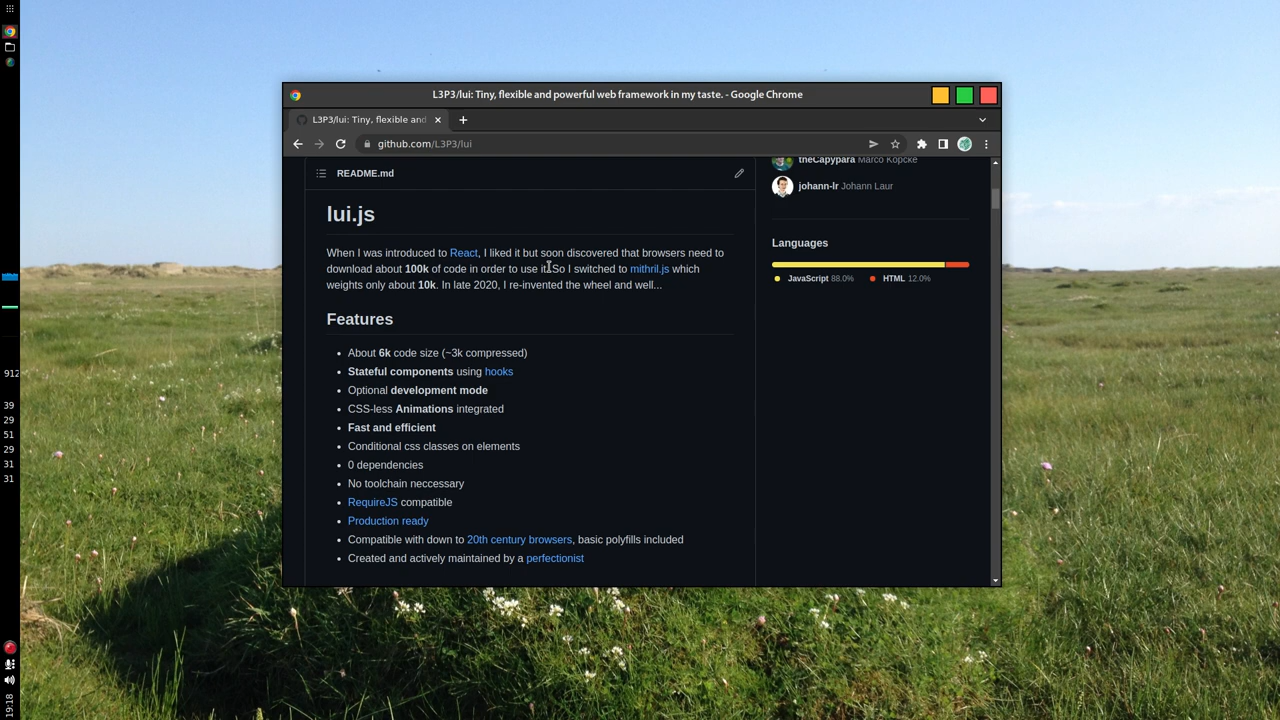 L3P3/lui: Tiny, flexible and powerful web framework in my taste. - Google Chrome
L3P3/lui: Tiny, flexible and
github.com/L3P3/lui
theCapypara Marco Köpcke
README.md
johann-lr Johann Laur
lui.js
When I was introduced to React, I liked it but soon discovered that browsers need to
download about 100k of code in order to use it. So I switched to mithril.js which
weights only about 10k. In late 2020, I re-invented the wheel and well...
Languages
JavaScript 88.0% HTML 12.0%
Features
About 6k code size (~3k compressed)
Stateful components using hooks
Optional development mode
CSS-less Animations integrated
Fast and efficient
Conditional css classes on elements
0 dependencies
No toolchain neccessary
RequireJS compatible
Production ready
Compatible with down to 20th century browsers, basic polyfills included
Created and actively maintained by a perfectionist
912
39
29
51
29
31
31
19:18